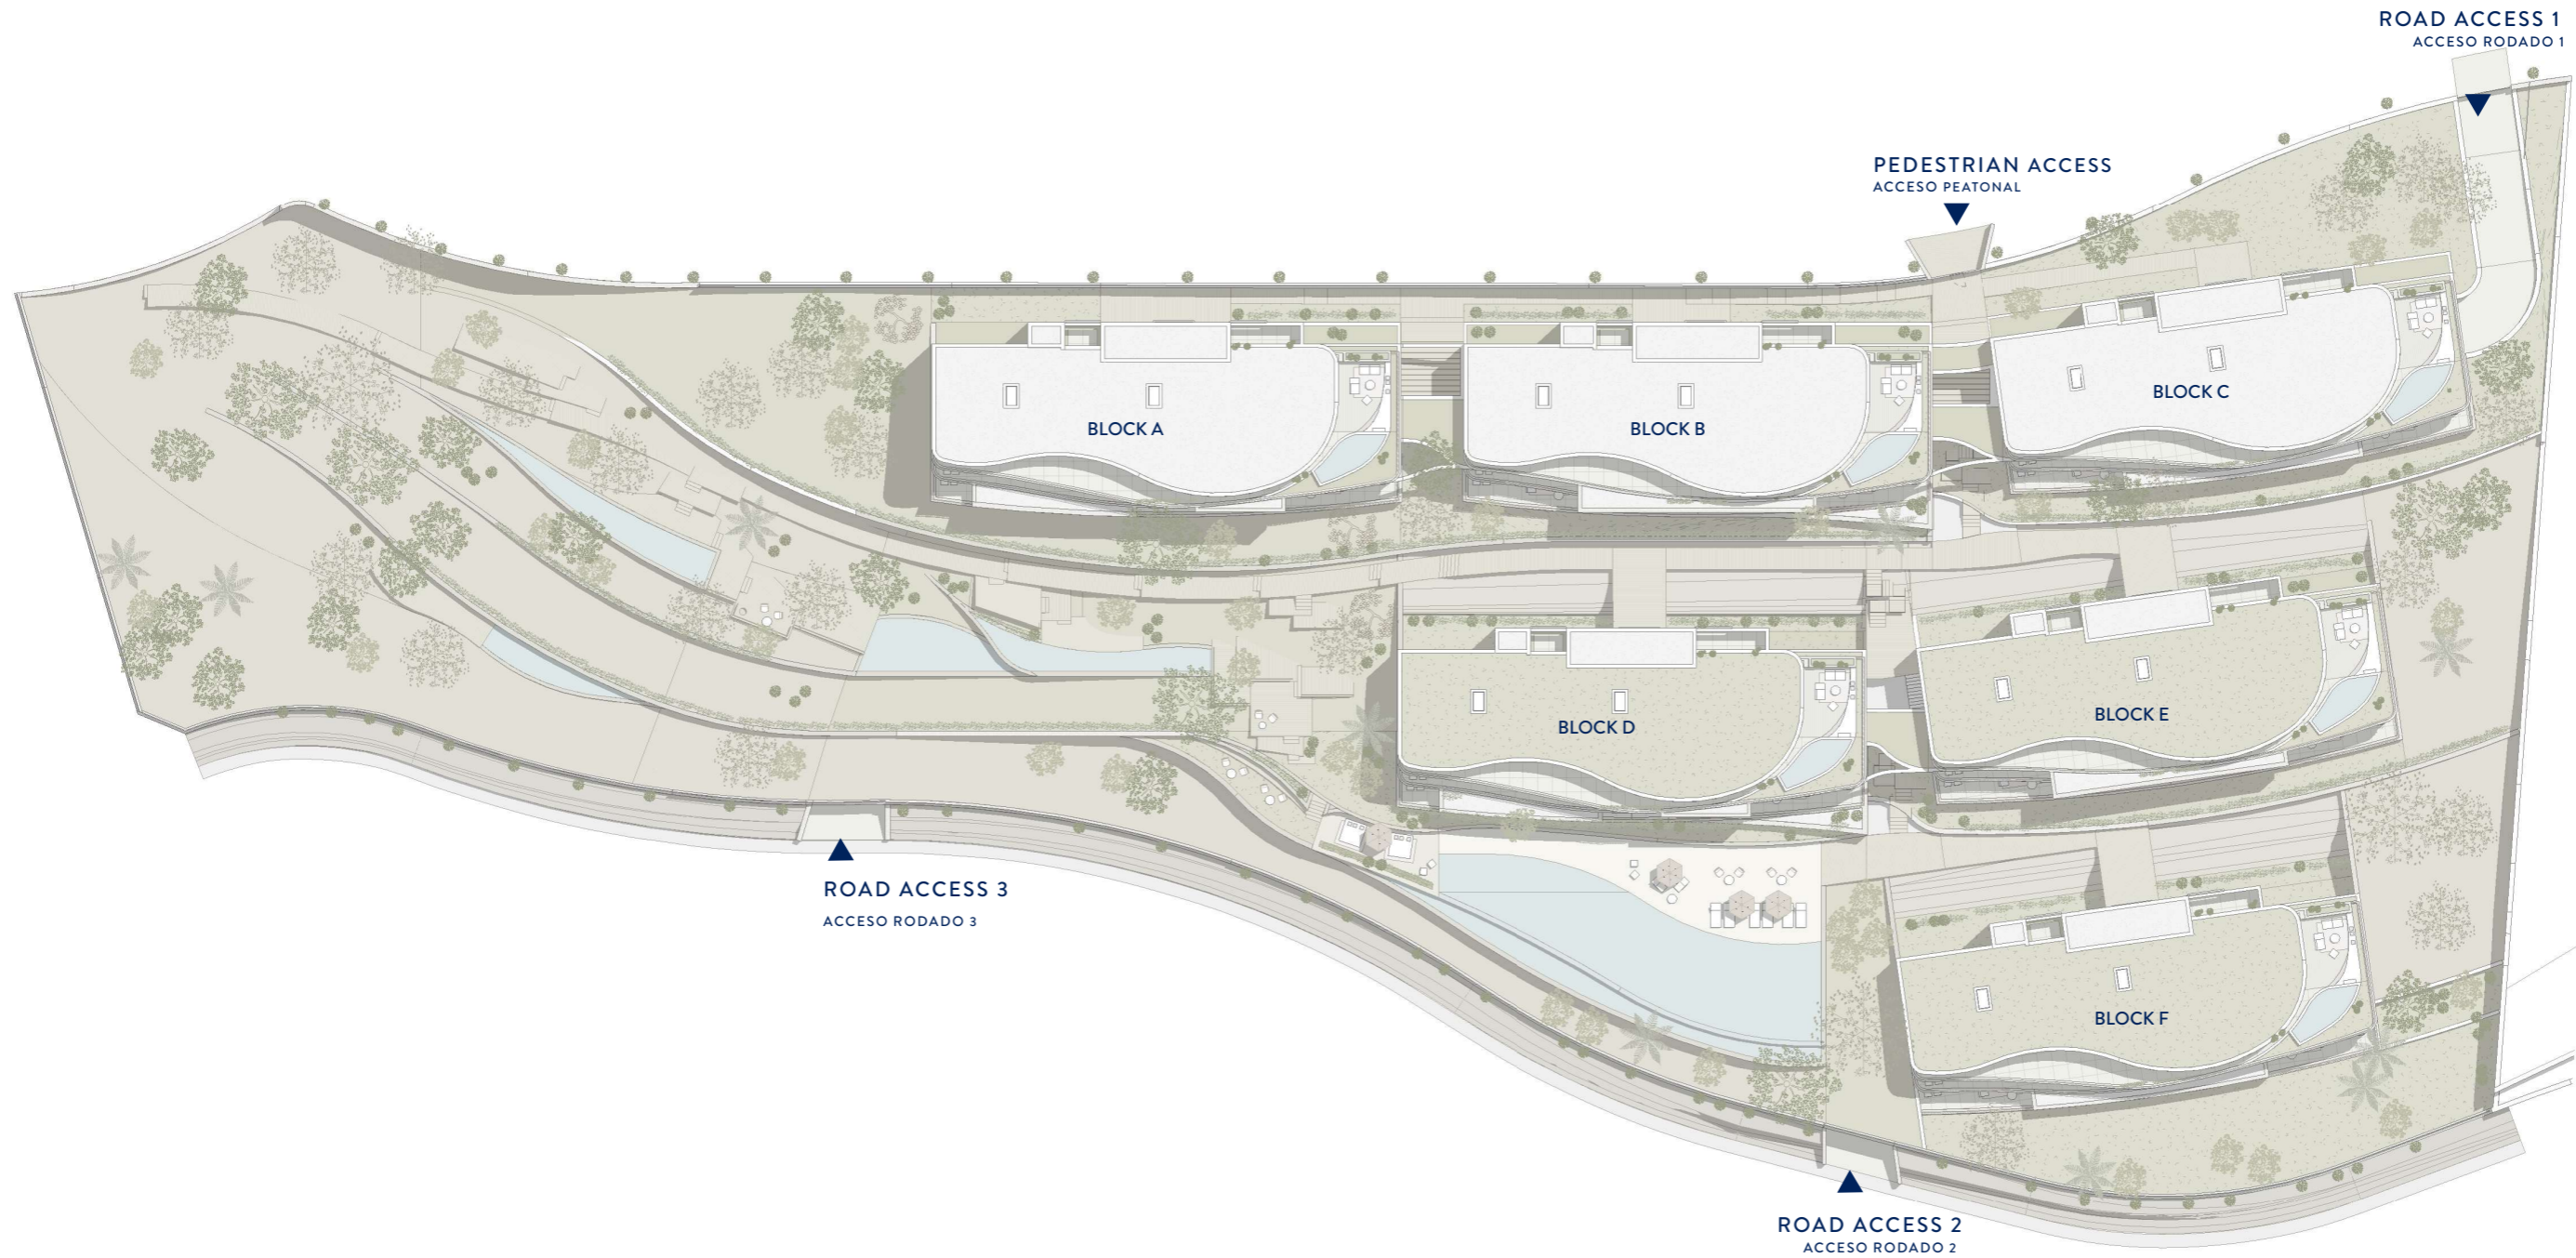 ROAD ACCESS 1
ACCESO RODADO 1
PEDESTRIAN ACCESS
ACCESO PEATONAL
BLOCK A
BLOCK B
BLOCK C
BLOCK D
BLOCK E
BLOCK F
ROAD ACCESS 3
ACCESO RODADO 3
ROAD ACCESS 2
ACCESO RODADO 2